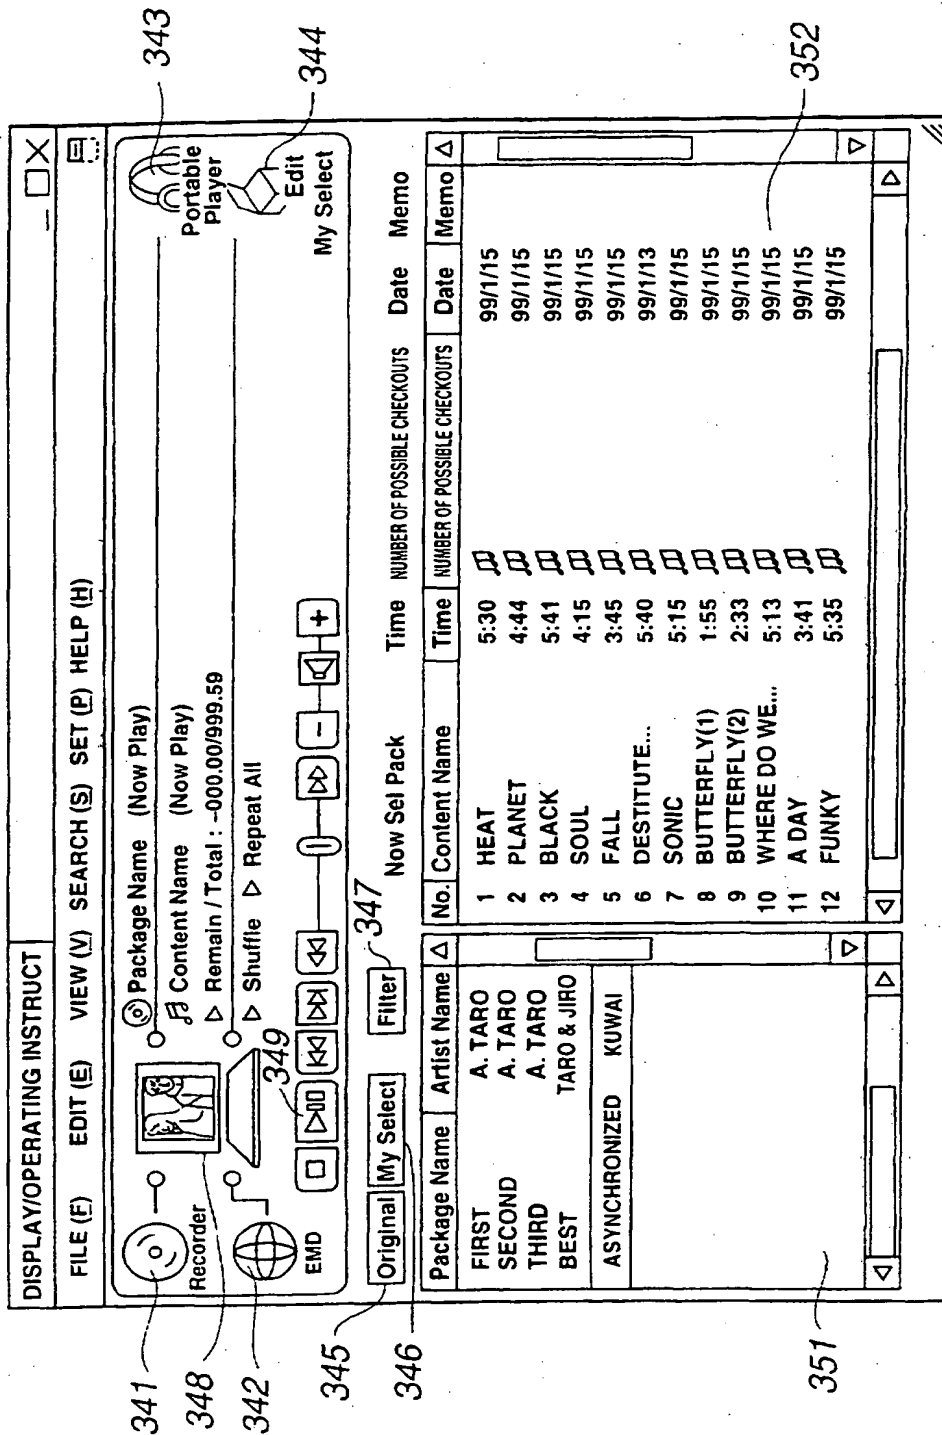 DISPLAY/OPERATING INSTRUCT
FILE (F) EDIT (E) VIEW (V) SEARCH (S) SET (P) HELP (H)
341
348
342
345
346
351
349
347
343
344
352
Recorder
EMD
Package Name (Now Play)
Content Name (Now Play)
Remain / Total : -000.00/999.59
Shuffle Repeat All
Portable
Player
Edit
My Select
Original My Select Filter
Now Sel Pack Time NUMBER OF POSSIBLE CHECKOUTS Date Memo
Package Name Artist Name
FIRST A. TARO
SECOND A. TARO
THIRD A. TARO
BEST TARO & JIRO
ASYNCHRONIZED KUWAI
No. Content Name Time NUMBER OF POSSIBLE CHECKOUTS Date Memo
1 HEAT 5:30 99/1/15
2 PLANET 4:44 99/1/15
3 BLACK 5:41 99/1/15
4 SOUL 4:15 99/1/15
5 FALL 3:45 99/1/15
6 DESTITUTE... 5:40 99/1/13
7 SONIC 5:15 99/1/15
8 BUTTERFLY(1) 1:55 99/1/15
9 BUTTERFLY(2) 2:33 99/1/15
10 WHERE DO WE... 5:13 99/1/15
11 A DAY 3:41 99/1/15
12 FUNKY 5:35 99/1/15